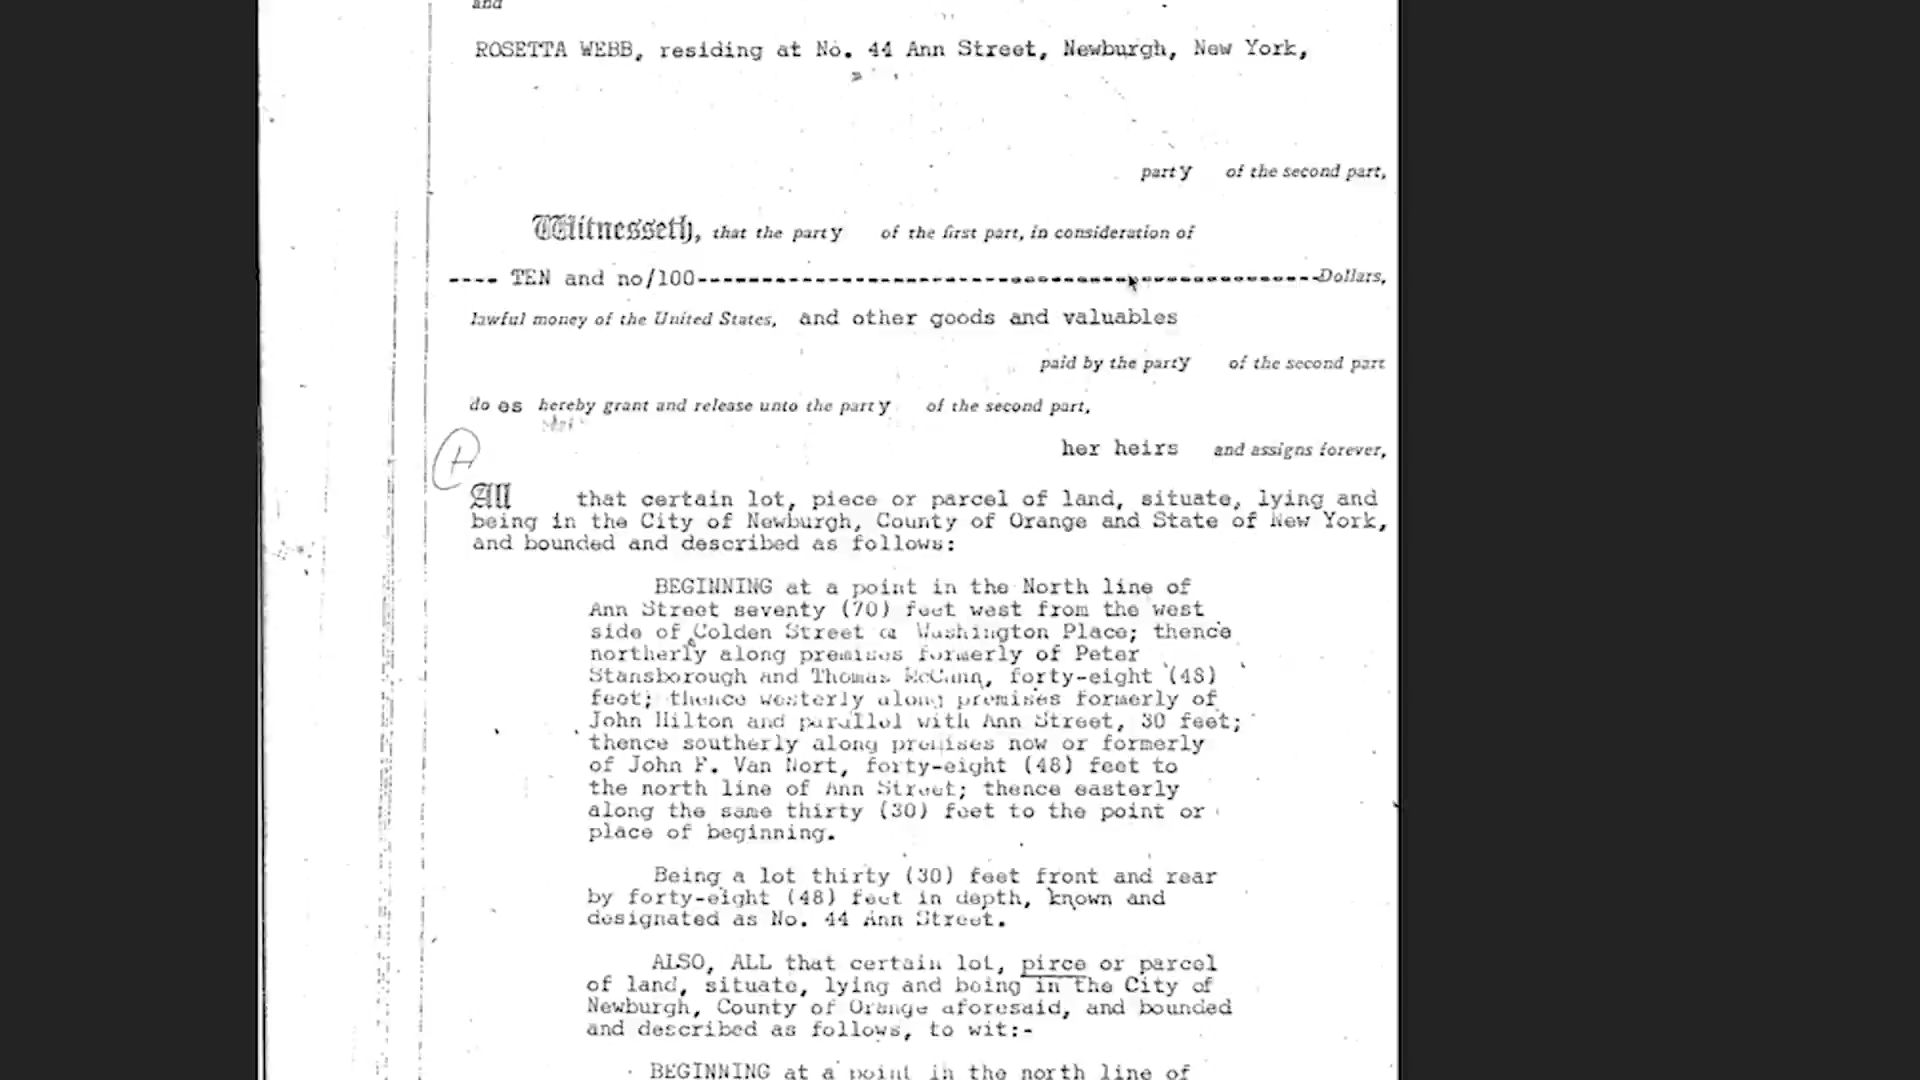 and
ROSETTA WEBB, residing at No. 44 Ann Street, Newburgh, New York,
party of the second part,
Witnesseth, that the party of the first part, in consideration of
---- TEN and no/100------------------------------------------------Dollars,
lawful money of the United States, and other goods and valuables
paid by the party of the second part
does hereby grant and release unto the party of the second part,
her heirs and assigns forever,
All that certain lot, piece or parcel of land, situate, lying and
being in the City of Newburgh, County of Orange and State of New York,
and bounded and described as follows:
BEGINNING at a point in the North line of
Ann Street seventy (70) feet west from the west
side of Colden Street Washington Place; thence
northerly along premises formerly of Peter
Stansborough and Thomas McCann, forty-eight (48)
feet; thence westerly along premises formerly of
John Hilton and parallel with Ann Street, 30 feet;
thence southerly along premises now or formerly
of John F. Van Nort, forty-eight (48) feet to
the north line of Ann Street; thence easterly
along the same thirty (30) feet to the point or
place of beginning.
Being a lot thirty (30) feet front and rear
by forty-eight (48) feet in depth, known and
designated as No. 44 Ann Street.
ALSO, ALL that certain lot, pirce or parcel
of land, situate, lying and being in the City of
Newburgh, County of Orange aforesaid, and bounded
and described as follows, to wit:-
BEGINNING at a point in the north line of